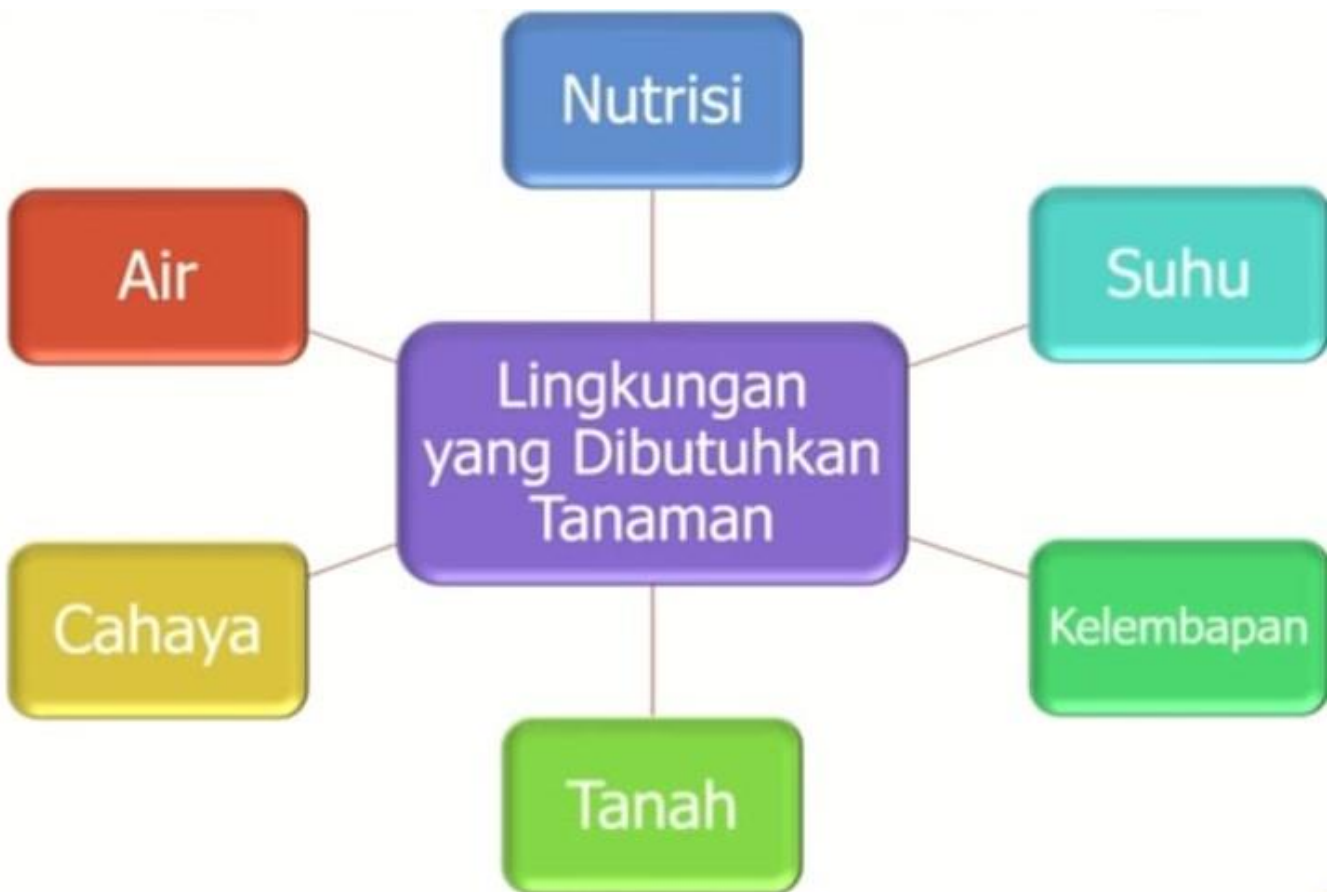 Nutrisi
Air
Suhu
Lingkungan
yang Dibutuhkan
Tanaman
Cahaya
Kelembapan
Tanah